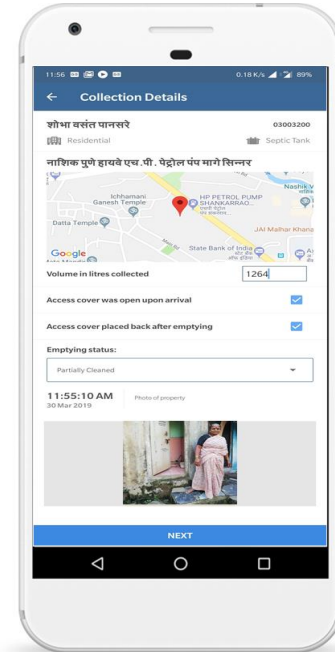 11:56 0.18 K/s 89%
Collection Details
शोभा वसंत पानसरे 03003200
Residential Septic Tank
नाशिक पुणे हायवे एच.पी. पेट्रोल पंप मागे सिन्नर
Nashik
Ichhamani
Ganesh Temple
HP PETROL PUMP
SHANKARRAO...
Datta Temple
JAI Malhar Khana
State Bank of India
Google
Volume in litres collected 1264
Access cover was open upon arrival
Access cover placed back after emptying
Emptying status:
Partially Cleaned
11:55:10 AM Photo of property
30 Mar 2019
NEXT